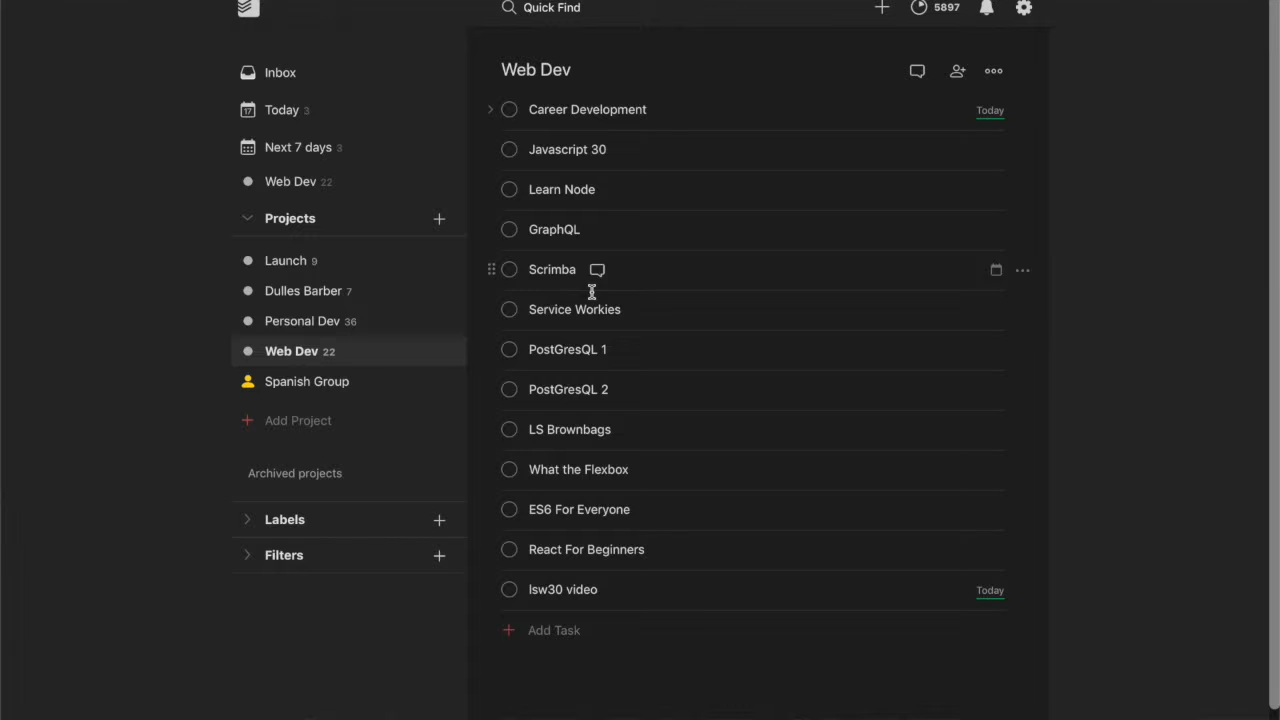 Quick Find
5897
Inbox
17 Today 3
Next 7 days 3
Web Dev 22
Projects
Launch 9
Dulles Barber 7
Personal Dev 36
Web Dev 22
Spanish Group
Add Project
Archived projects
Labels
Filters
Web Dev
Career Development Today
Javascript 30
Learn Node
GraphQL
Scrimba
Service Workies
PostGresQL 1
PostGresQL 2
LS Brownbags
What the Flexbox
ES6 For Everyone
React For Beginners
lsw30 video Today
Add Task